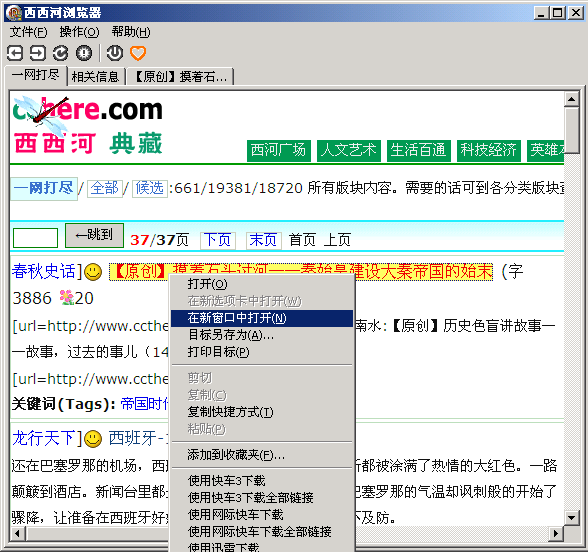 西西河浏览器
文件(F) 操作(O) 帮助(H)
一网打尽 相关信息 【原创】摸着石...
cchere.com
西西河 典藏
西河广场 人文艺术 生活百通 科技经济 英雄
一网打尽/ 全部/ 候选:661/19381/18720 所有版块内容。需要的话可到各分类版块
←跳到 37/37页 下页 末页 首页 上页
春秋史话] 【原创】摸着石头过河——秦始皇建设大秦帝国的始末 (字
3886 20
打开(O)
在新选项卡中打开(W)
在新窗口中打开(N)
[url=http://www.ccthe 南水:【原创】历史色盲讲故事一
目标另存为(A)...
一故事，过去的事儿（14
打印目标(P)
[url=http://www.ccthe
剪切
复制(C)
关键词(Tags): 帝国时
复制快捷方式(T)
粘贴(P)
龙行天下] 西班牙-
添加到收藏夹(F)...
还在巴塞罗那的机场，西 都被涂满了热情的大红色。一路
使用快车3下载
颠簸到酒店。新闻台里都 巴塞罗那的气温却讽刺般的开始了
使用快车3下载全部链接
使用网际快车下载
骤降，让准备在西班牙好 不及防。
使用网际快车下载全部链接
使用迅雷下载